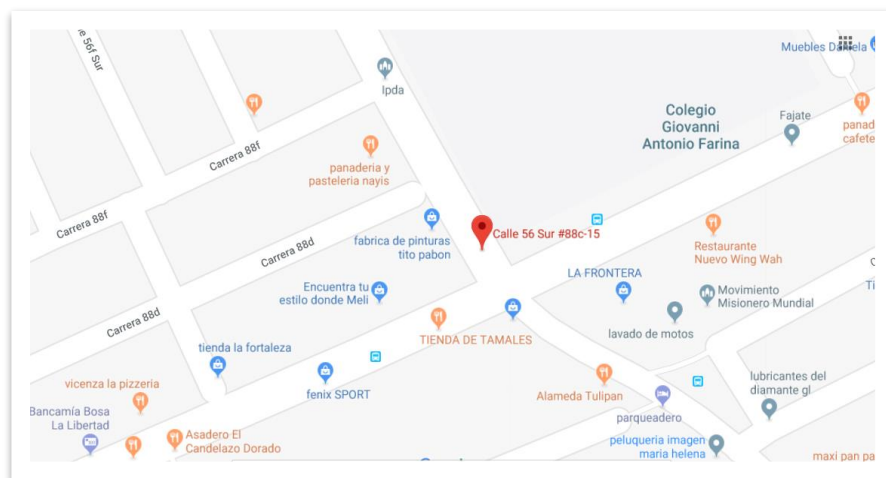 e 56f Sur
Muebles Daniela
Ipda
Colegio
Giovanni
Antonio Farina
Fajate
panad
cafete
Carrera 88f
panaderia y
pasteleria nayis
Carrera 88f
Carrera 88d
fabrica de pinturas
tito pabon
Calle 56 Sur #88c-15
Restaurante
Nuevo Wing Wah
LA FRONTERA
Encuentra tu
estilo donde Meli
Movimiento
Misionero Mundial
Ti
Carrera 88d
lavado de motos
TIENDA DE TAMALES
tienda la fortaleza
vicenza la pizzeria
fenix SPORT
Alameda Tulipan
lubricantes del
diamante gl
Bancamía Bosa
La Libertad
parqueadero
Asadero El
Candelazo Dorado
peluqueria imagen
maria helena
maxi pan pa